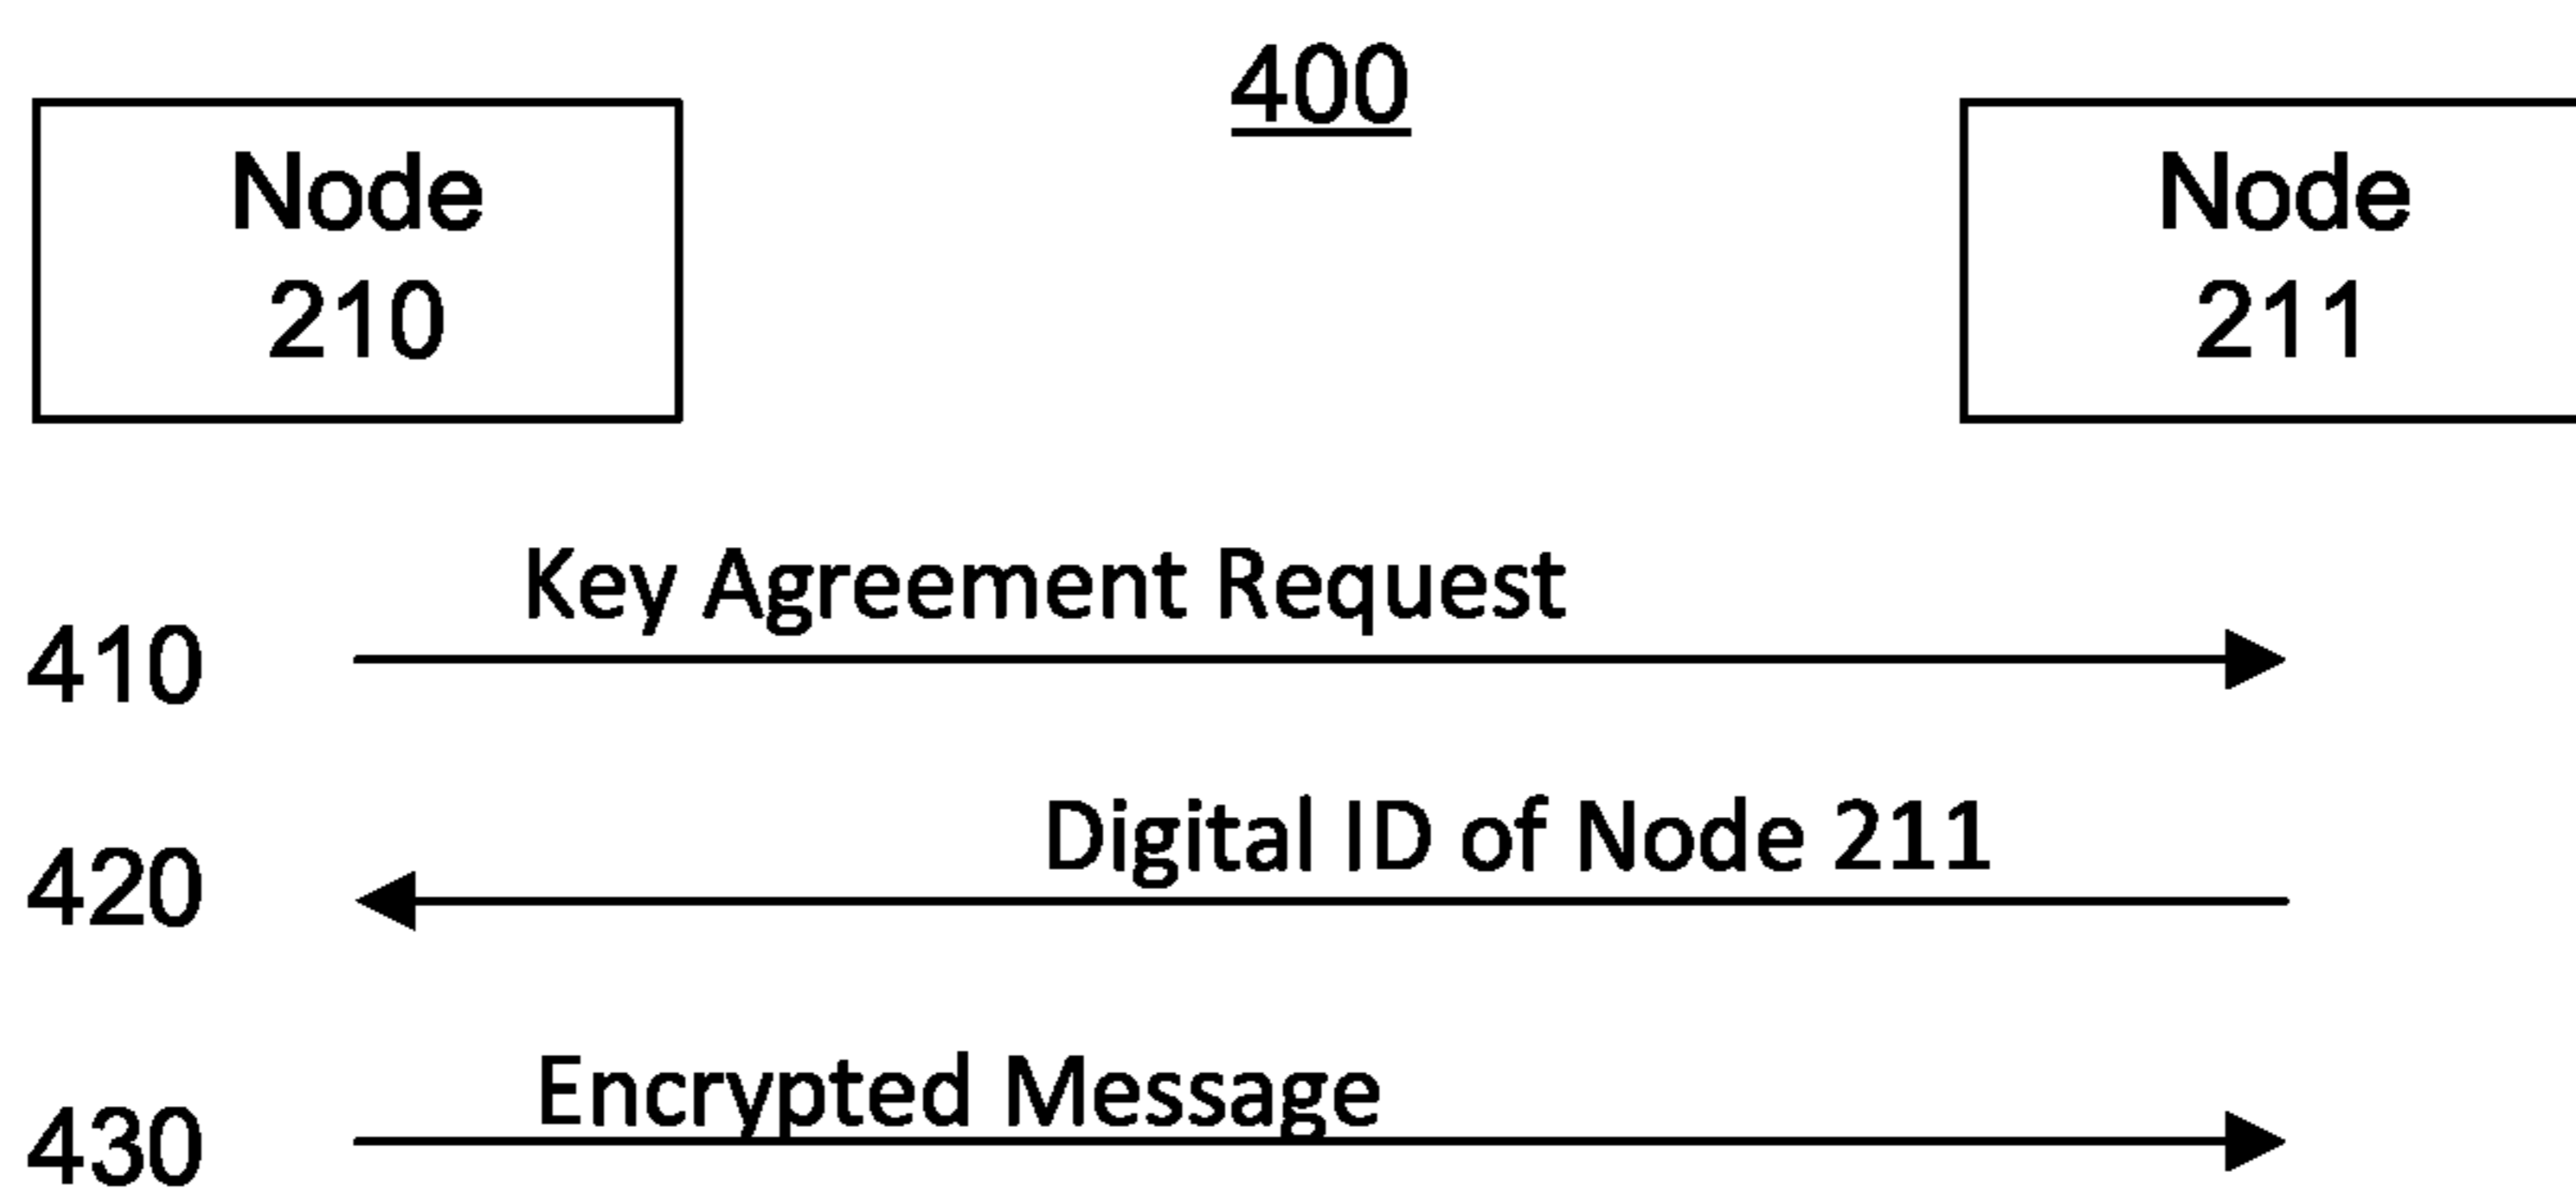 400
Node
210
Node
211
Key Agreement Request
410
Digital ID of Node 211
420
Encrypted Message
430